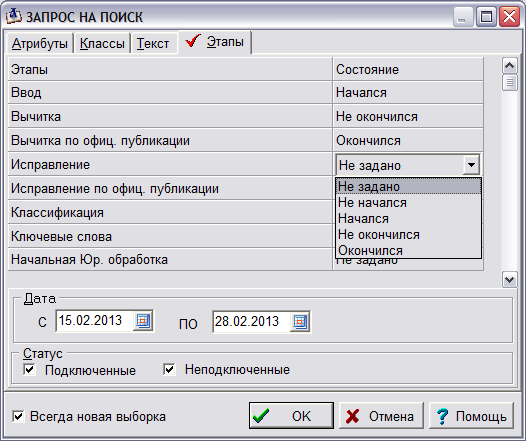 ЗАПРОС НА ПОИСК
Атрибуты Классы Текст Этапы
Этапы Состояние
Ввод Начался
Вычитка Не окончился
Вычитка по офиц. публикации Окончился
Исправление Не задано
Исправление по офиц. публикации Не задано
Не начался
Классификация Начался
Ключевые слова Не окончился
Окончился
Начальная Юр. обработка Не задано
Дата
С 15.02.2013 ПО 28.02.2013
Статус
Подключенные Неподключенные
Всегда новая выборка OK Отмена ? Помощь